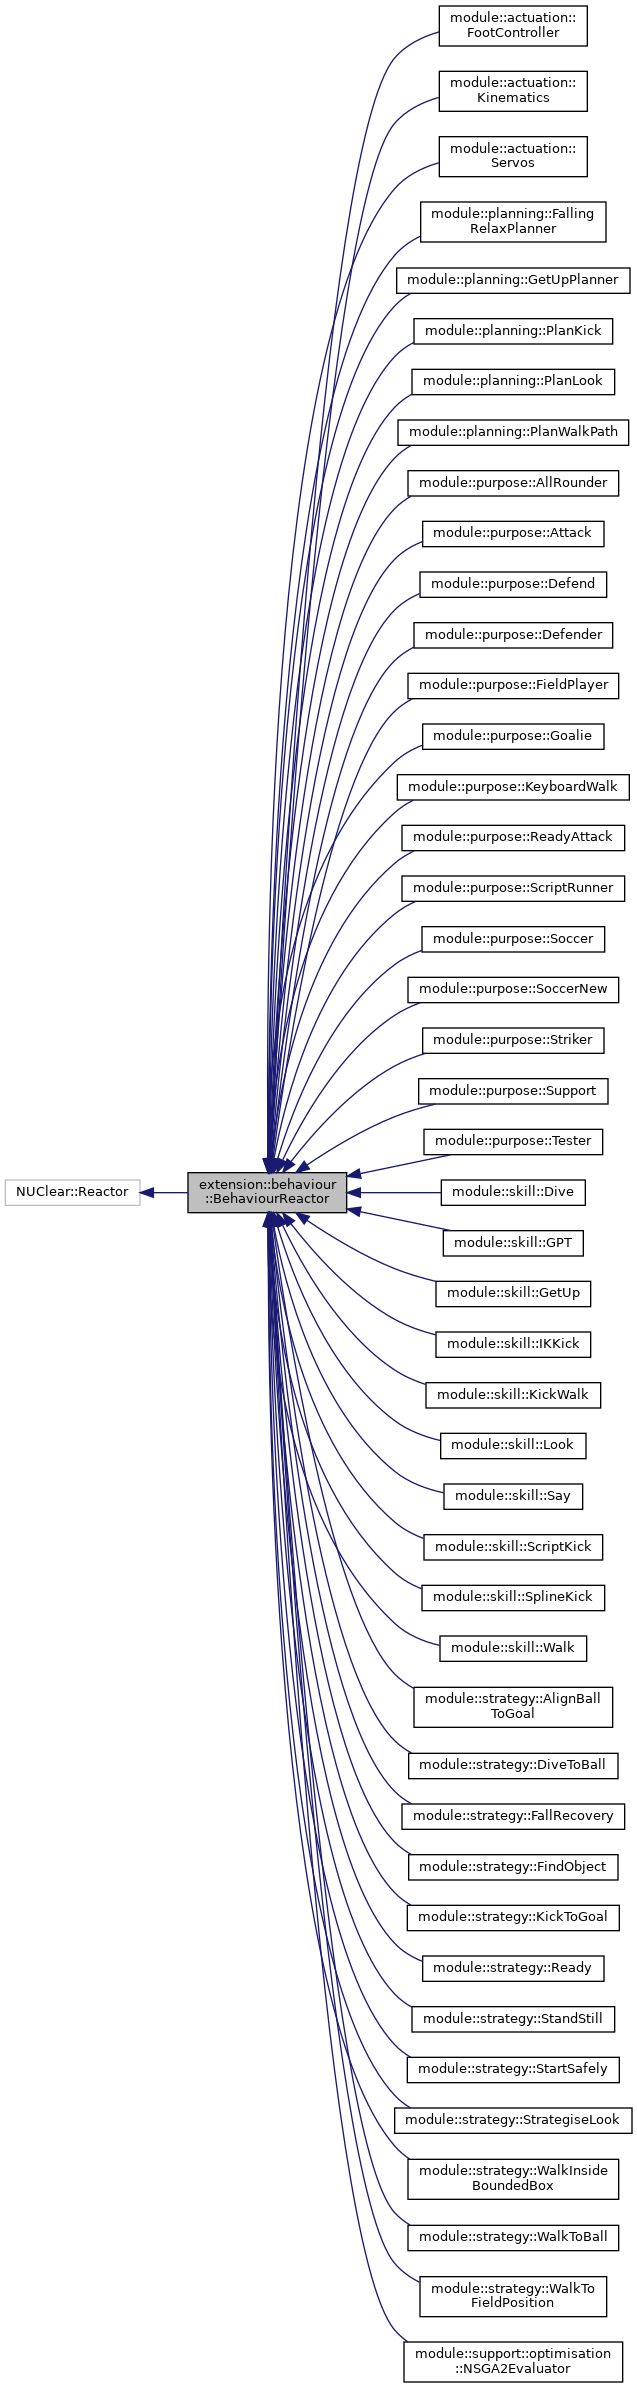 module::actuation::
FootController
module::actuation::
Kinematics
module::actuation::
Servos
module::planning::Falling
RelaxPlanner
module::planning::GetUpPlanner
module::planning::PlanKick
module::planning::PlanLook
module::planning::PlanWalkPath
module::purpose::AllRounder
module::purpose::Attack
module::purpose::Defend
module::purpose::Defender
module::purpose::FieldPlayer
module::purpose::Goalie
module::purpose::KeyboardWalk
module::purpose::ReadyAttack
module::purpose::ScriptRunner
module::purpose::Soccer
module::purpose::SoccerNew
module::purpose::Striker
module::purpose::Support
module::purpose::Tester
NUClear::Reactor
extension::behaviour
::BehaviourReactor
module::skill::Dive
module::skill::GPT
module::skill::GetUp
module::skill::IKKick
module::skill::KickWalk
module::skill::Look
module::skill::Say
module::skill::ScriptKick
module::skill::SplineKick
module::skill::Walk
module::strategy::AlignBall
ToGoal
module::strategy::DiveToBall
module::strategy::FallRecovery
module::strategy::FindObject
module::strategy::KickToGoal
module::strategy::Ready
module::strategy::StandStill
module::strategy::StartSafely
module::strategy::StrategiseLook
module::strategy::WalkInside
BoundedBox
module::strategy::WalkToBall
module::strategy::WalkTo
FieldPosition
module::support::optimisation
::NSGA2Evaluator